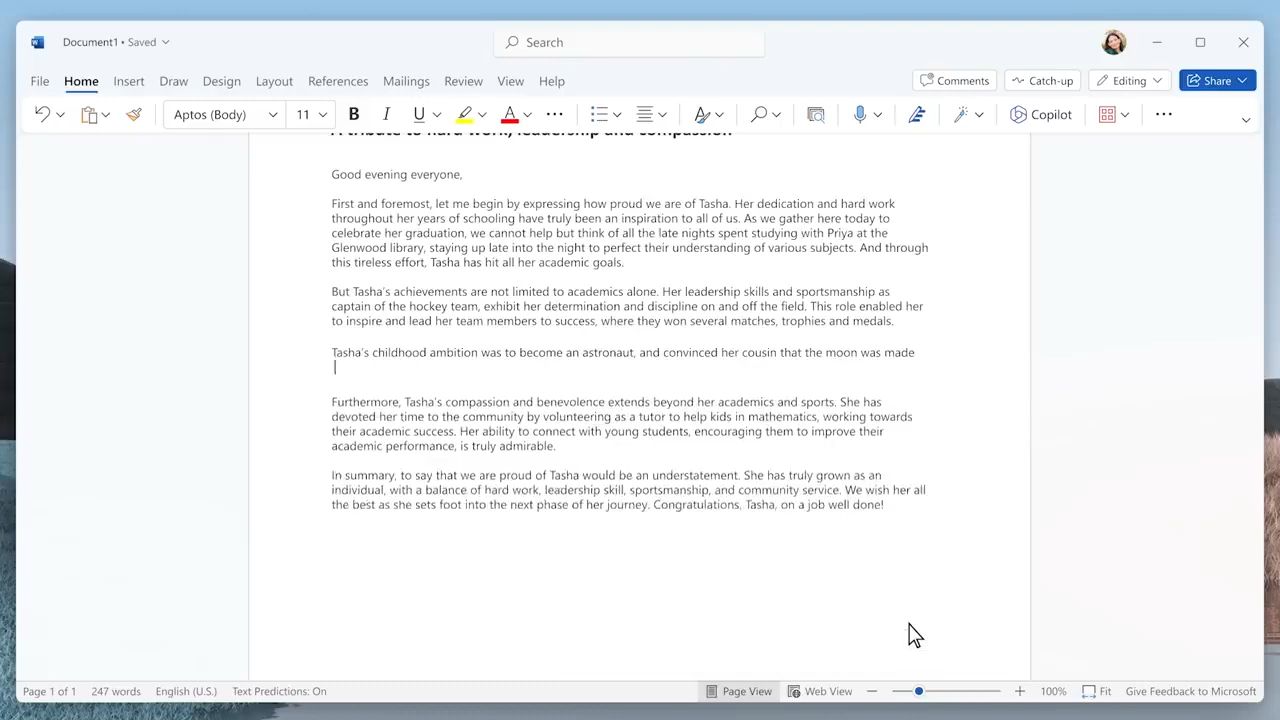 Document1 • Saved
Search
File Home Insert Draw Design Layout References Mailings Review View Help
Comments Catch-up Editing Share
Aptos (Body) 11 B I U A Copilot
A tribute to hard work, leadership and compassion
Good evening everyone,
First and foremost, let me begin by expressing how proud we are of Tasha. Her dedication and hard work
throughout her years of schooling have truly been an inspiration to all of us. As we gather here today to
celebrate her graduation, we cannot help but think of all the late nights spent studying with Priya at the
Glenwood library, staying up late into the night to perfect their understanding of various subjects. And through
this tireless effort, Tasha has hit all her academic goals.
But Tasha's achievements are not limited to academics alone. Her leadership skills and sportsmanship as
captain of the hockey team, exhibit her determination and discipline on and off the field. This role enabled her
to inspire and lead her team members to success, where they won several matches, trophies and medals.
Tasha's childhood ambition was to become an astronaut, and convinced her cousin that the moon was made
Furthermore, Tasha's compassion and benevolence extends beyond her academics and sports. She has
devoted her time to the community by volunteering as a tutor to help kids in mathematics, working towards
their academic success. Her ability to connect with young students, encouraging them to improve their
academic performance, is truly admirable.
In summary, to say that we are proud of Tasha would be an understatement. She has truly grown as an
individual, with a balance of hard work, leadership skill, sportsmanship, and community service. We wish her all
the best as she sets foot into the next phase of her journey. Congratulations, Tasha, on a job well done!
Page 1 of 1 247 words English (U.S.) Text Predictions: On Page View Web View 100% Fit Give Feedback to Microsoft